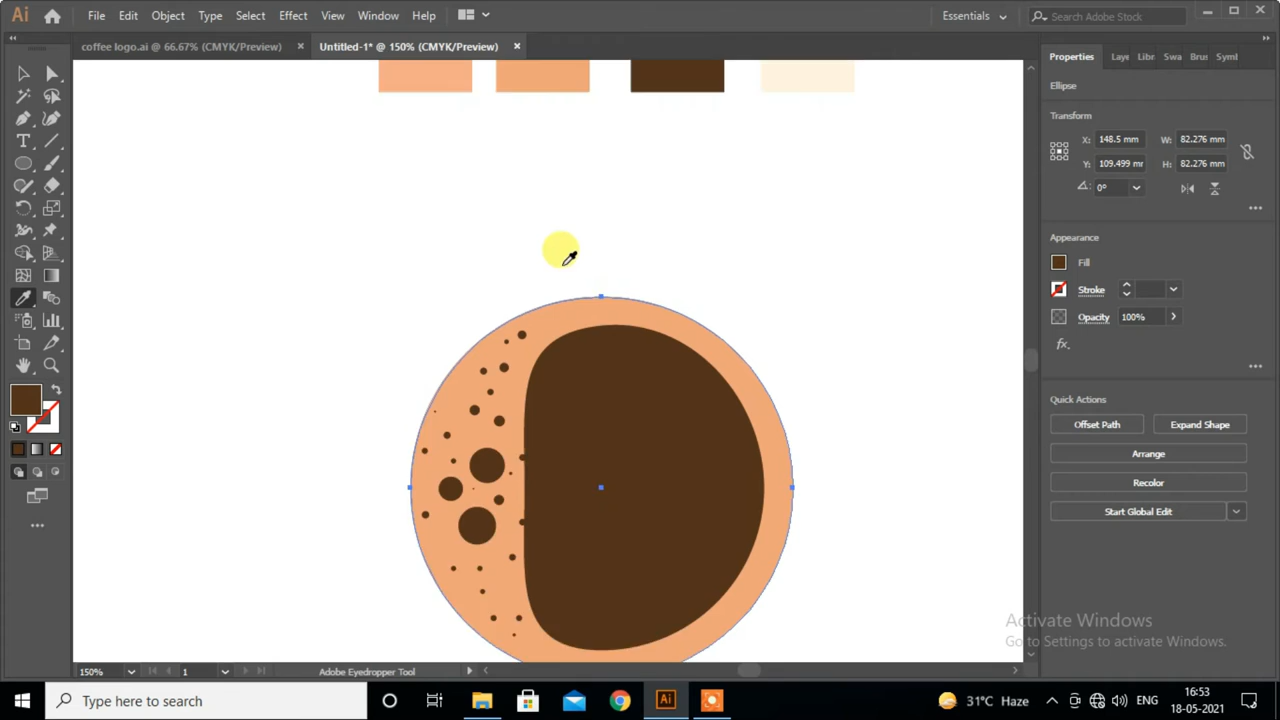 Ai File Edit Object Type Select Effect View Window Help Essentials Search Adobe Stock
coffee logo.ai @ 66.67% (CMYK/Preview) × Untitled-1* @ 150% (CMYK/Preview) ×
Properties Laye Libr Swa Brus Symb
Ellipse
Transform
X: 148.5 mm W: 82.276 mm
Y: 109.499 mr H: 82.276 mm
0°
Appearance
Fill
Stroke
Opacity 100%
fx.
Quick Actions
Offset Path Expand Shape
Arrange
Recolor
Start Global Edit
Activate Windows
Go to Settings to activate Windows.
150% 1 Adobe Eyedropper Tool
Type here to search Ai 31°C Haze ENG 16:53
18-05-2021